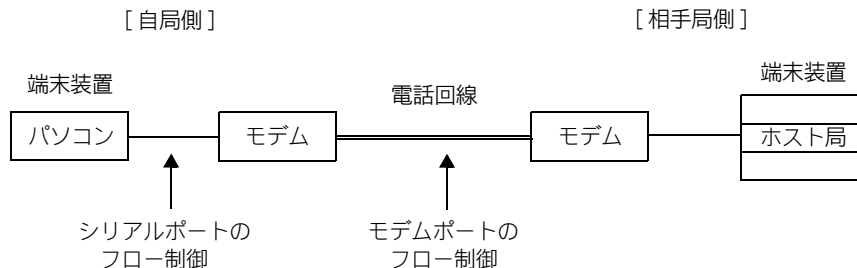 [ 自局側 ]
[ 相手局側 ]
端末装置
電話回線
端末装置
パソコン
モデム
モデム
ホスト局
シリアルポートの
フロー制御
モデムポートの
フロー制御